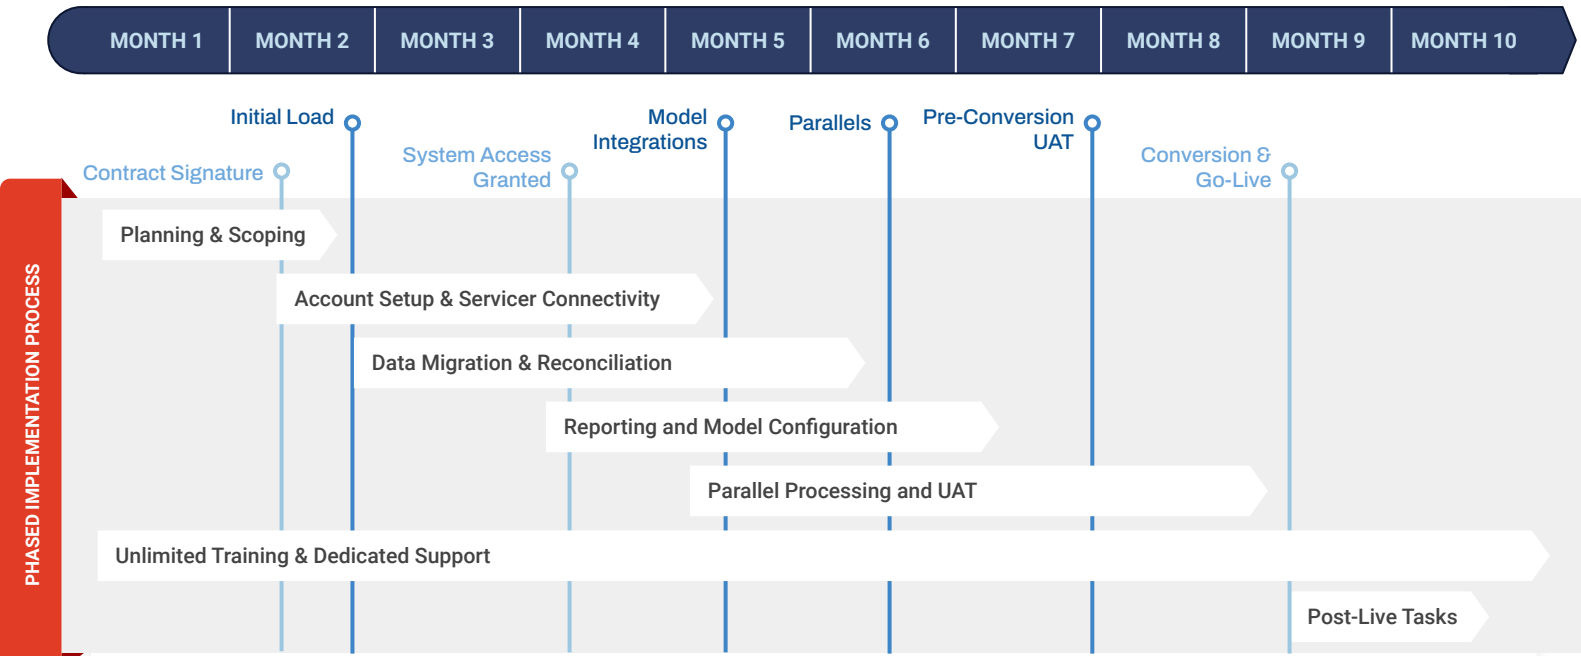 MONTH 1
MONTH 2
MONTH 3
MONTH 4
MONTH 5
MONTH 6
MONTH 7
MONTH 8
MONTH 9
MONTH 10
Initial Load
Model
Integrations
Parallels
Pre-Conversion
UAT
Contract Signature
System Access
Granted
Conversion &
Go-Live
PHASED IMPLEMENTATION PROCESS
Planning & Scoping
Account Setup & Servicer Connectivity
Data Migration & Reconciliation
Reporting and Model Configuration
Parallel Processing and UAT
Unlimited Training & Dedicated Support
Post-Live Tasks